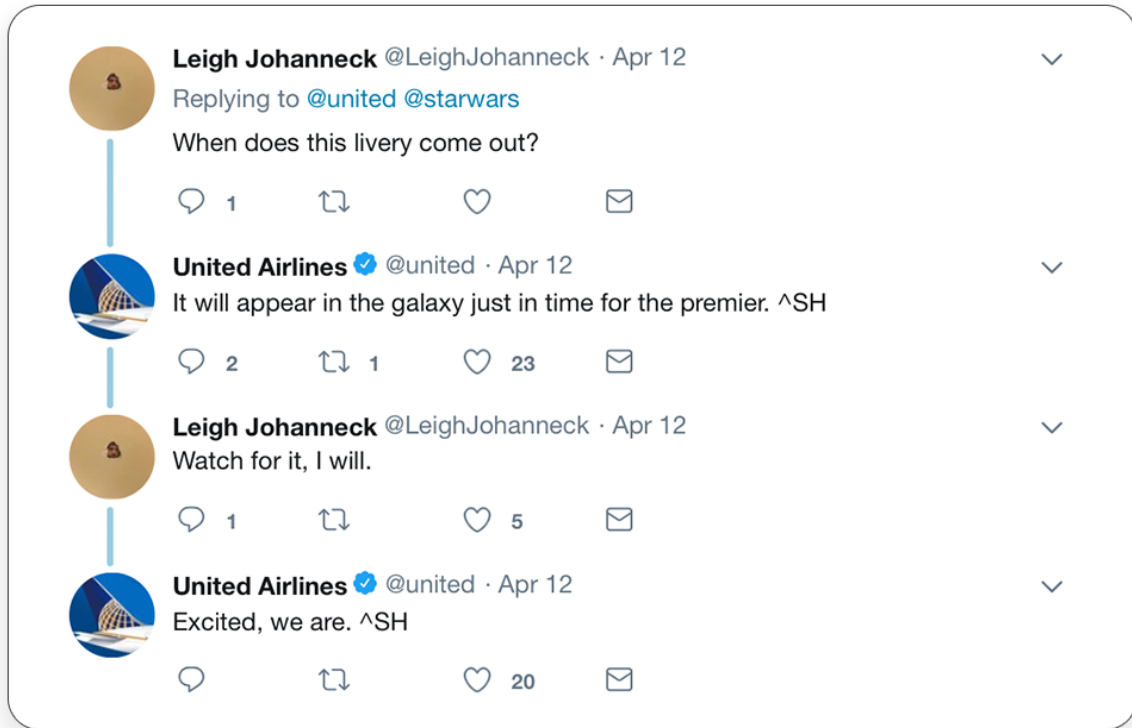 Leigh Johanneck @LeighJohanneck · Apr 12
Replying to @united @starwars
When does this livery come out?
1
United Airlines @united · Apr 12
It will appear in the galaxy just in time for the premier. ^SH
2 1 23
Leigh Johanneck @LeighJohanneck · Apr 12
Watch for it, I will.
1 5
United Airlines @united · Apr 12
Excited, we are. ^SH
20